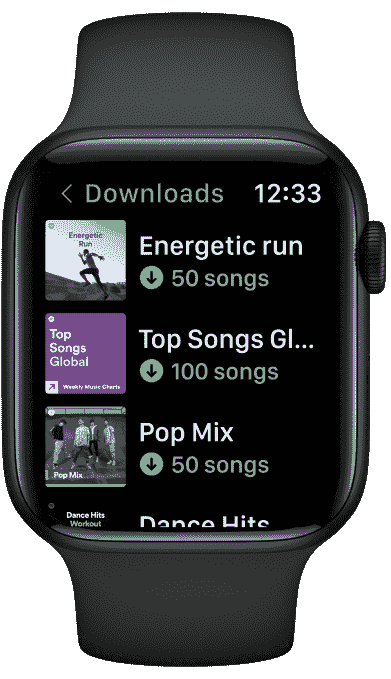 < Downloads 12:33
Energetic
Run
Energetic run
50 songs
Top
Songs
Global
Weekly Music Charts
Top Songs Gl...
100 songs
Pop Mix
Pop Mix
50 songs
Dance Hits
Workout
Dance Hits